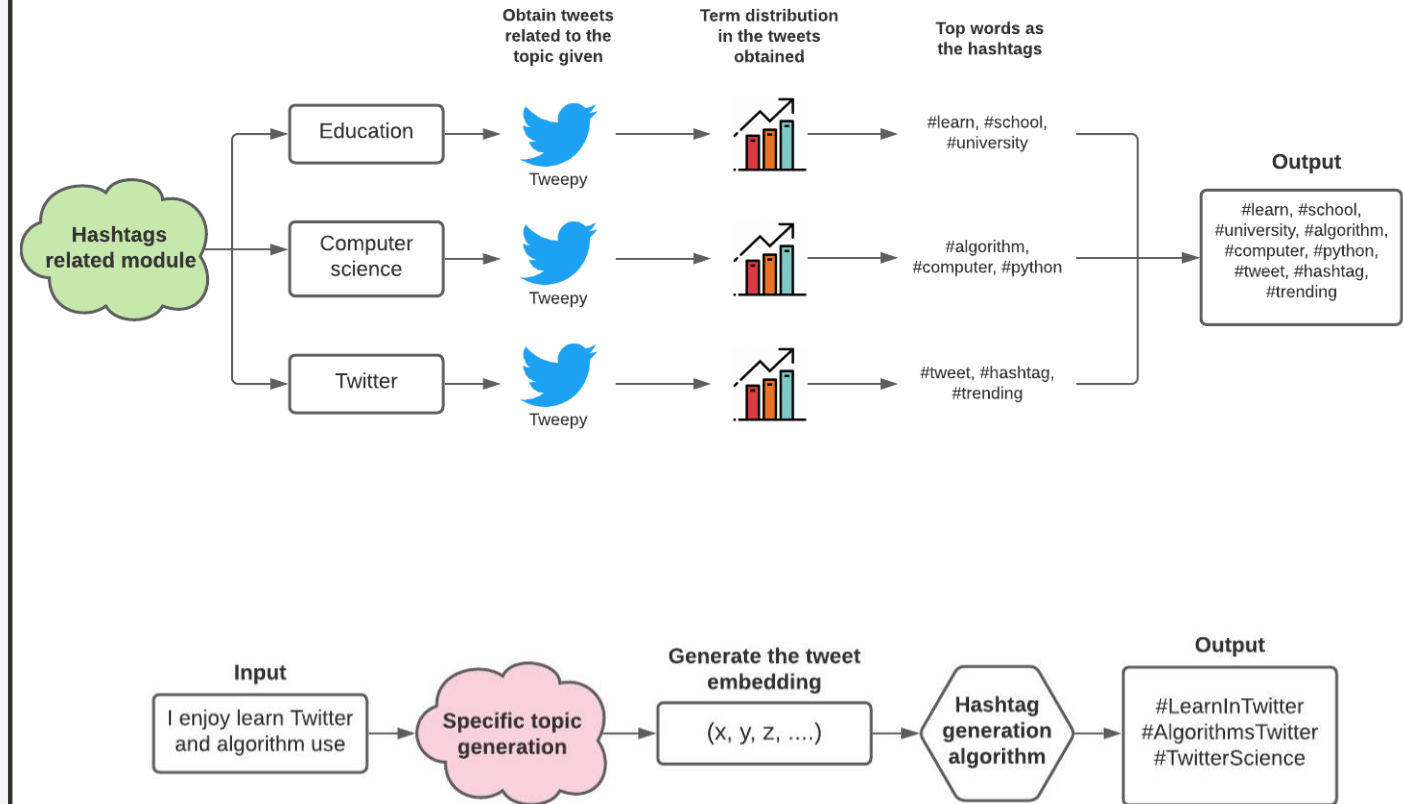 Obtain tweets
related to the
topic given
Term distribution
in the tweets
obtained
Top words as
the hashtags
Hashtags
related module
Education
Tweepy
#learn, #school,
#university
Computer
science
Tweepy
#algorithm,
#computer, #python
Twitter
Tweepy
#tweet, #hashtag,
#trending
Output
#learn, #school,
#university, #algorithm,
#computer, #python,
#tweet, #hashtag,
#trending
Input
I enjoy learn Twitter
and algorithm use
Specific topic
generation
Generate the tweet
embedding
(x, y, z, ....)
Hashtag
generation
algorithm
Output
#LearnInTwitter
#AlgorithmsTwitter
#TwitterScience